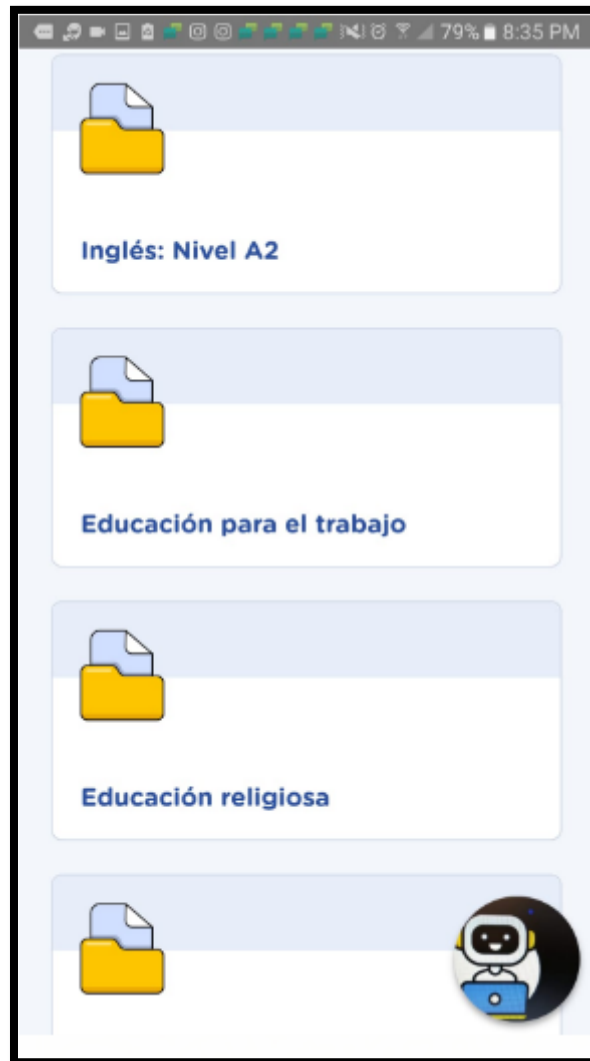 79% 8:35 PM
Inglés: Nivel A2
Educación para el trabajo
Educación religiosa